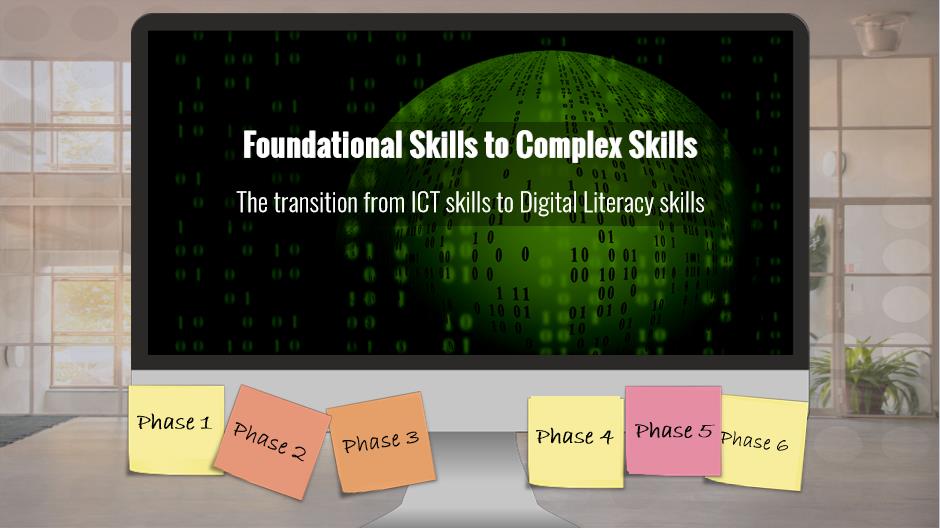 Foundational Skills to Complex Skills
The transition from ICT skills to Digital Literacy skills
Phase 1
Phase 2
Phase 3
Phase 4
Phase 5
Phase 6